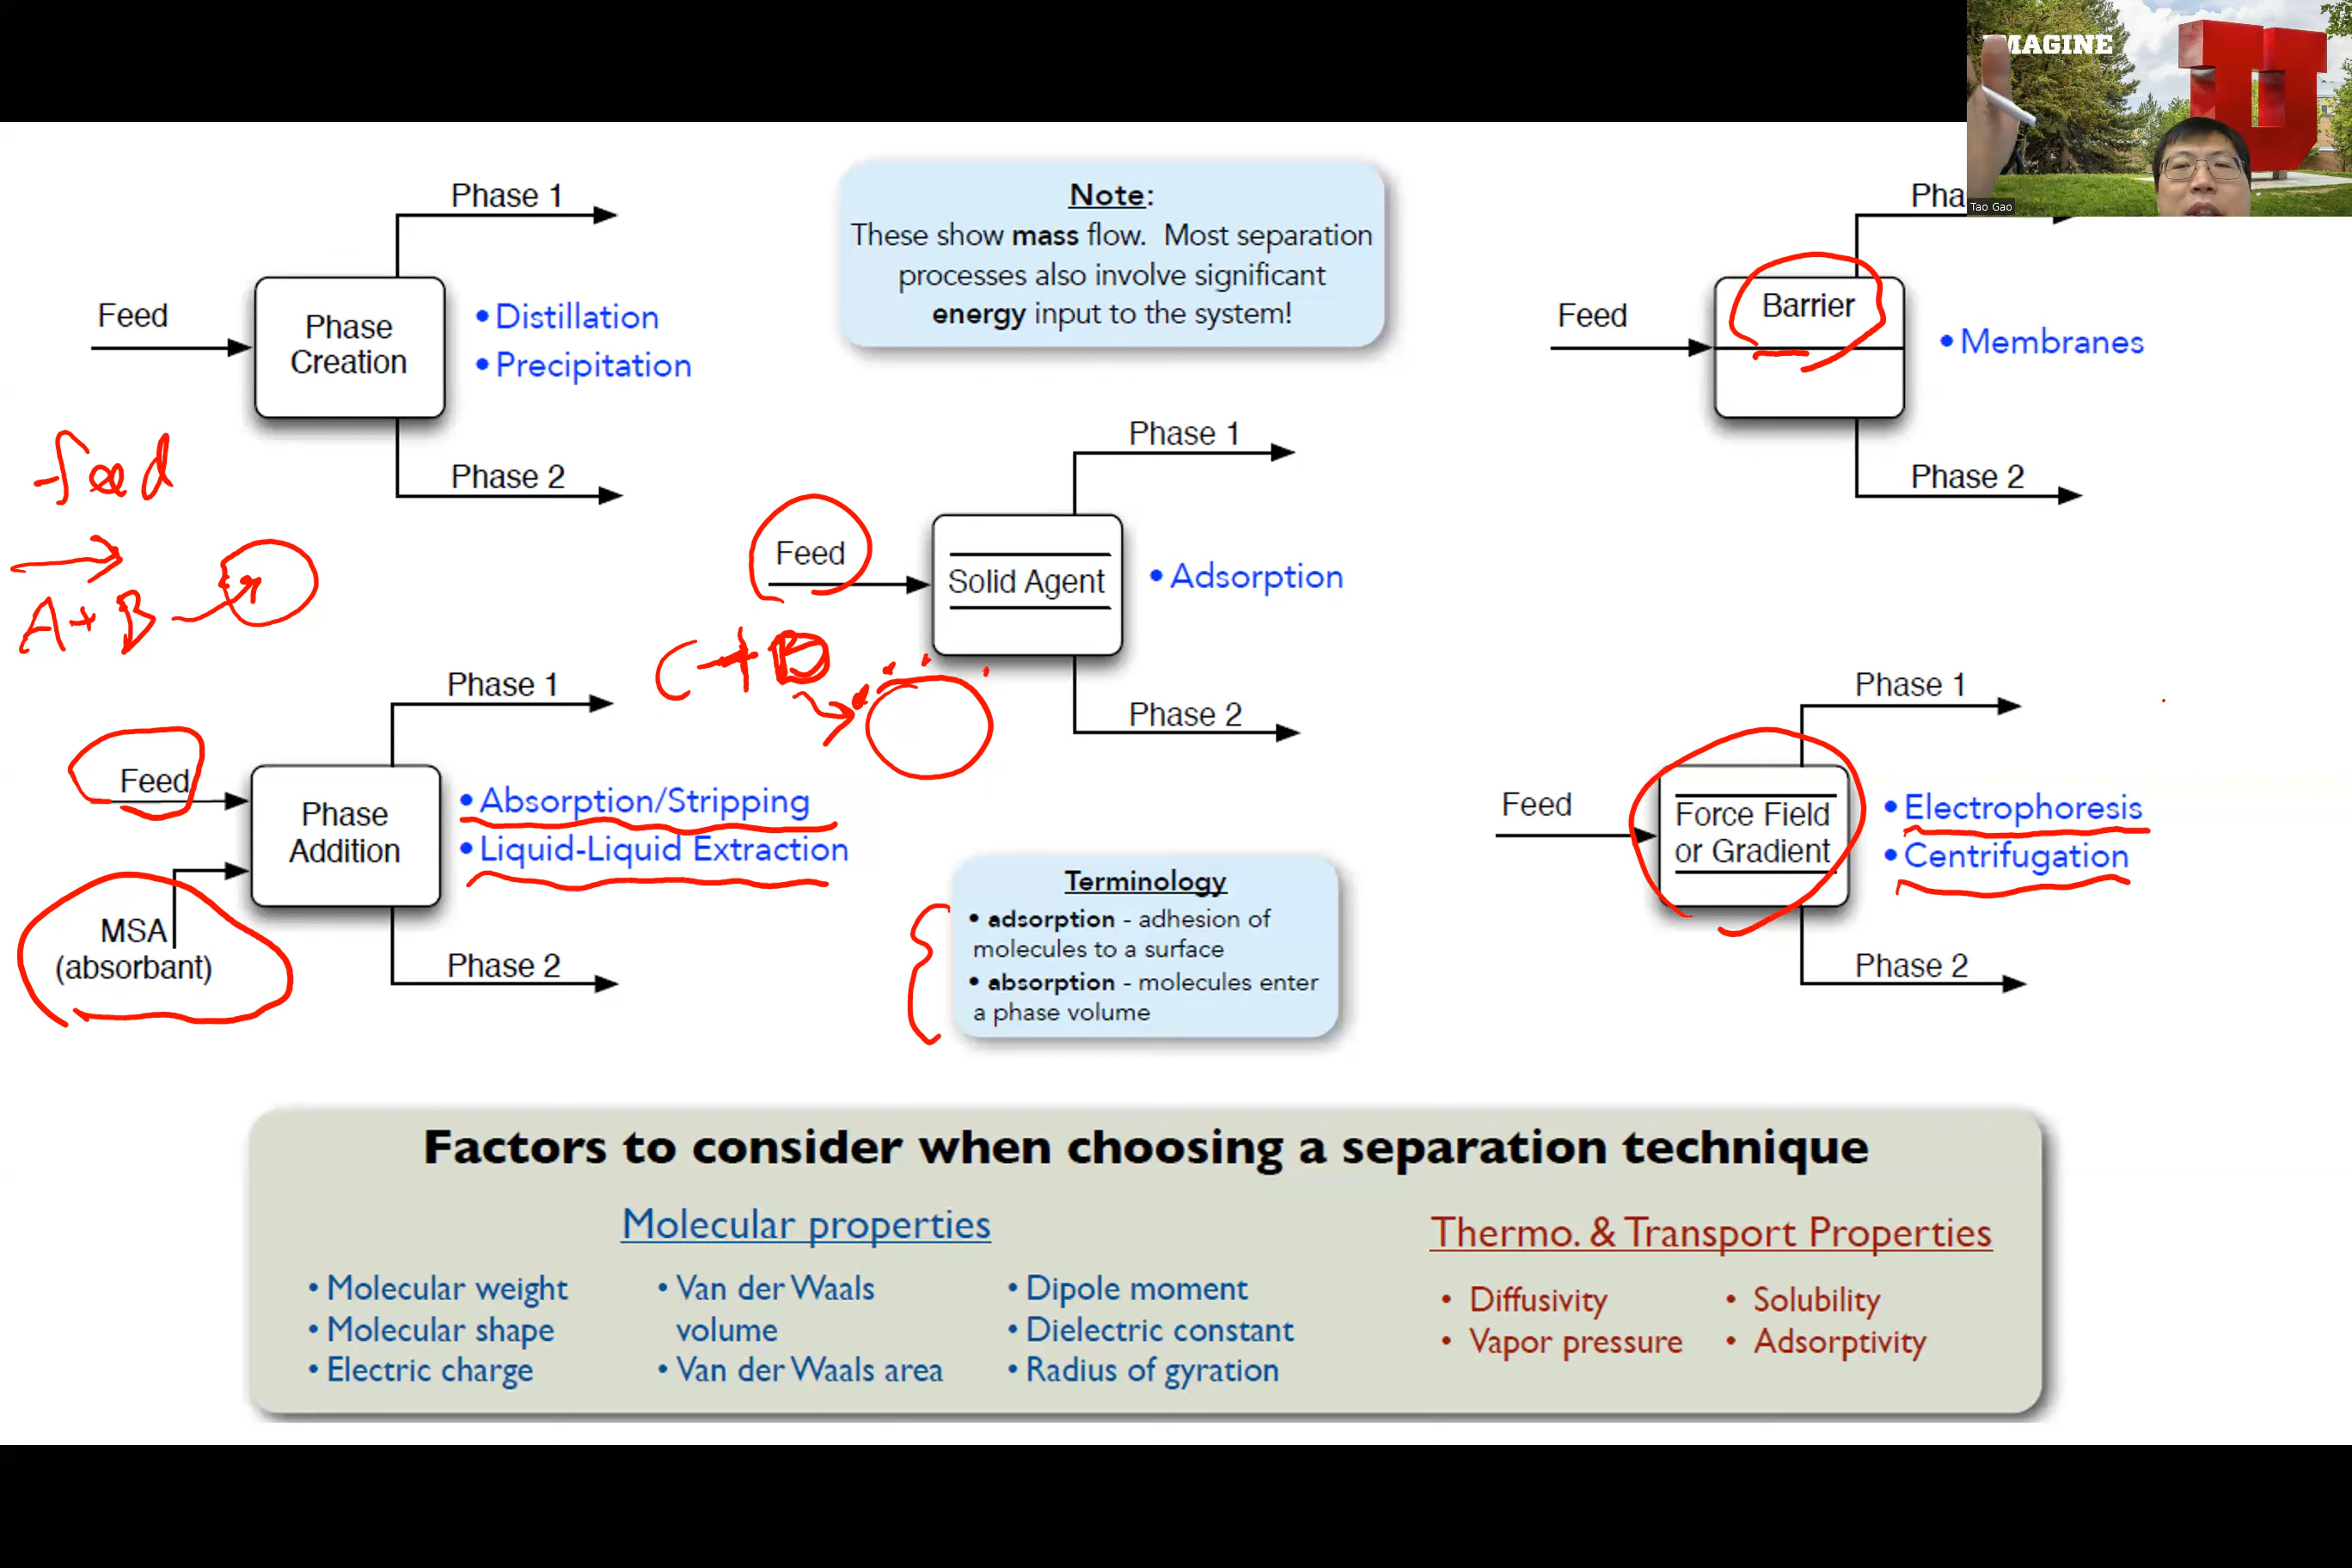 IMAGINE
Tao Gao
Phase 1
Feed
Phase
Creation
• Distillation
• Precipitation
Phase 2
Note:
These show mass flow. Most separation
processes also involve significant
energy input to the system!
Feed
Barrier
• Membranes
Phase 2
feed
A+B
Phase 1
Feed
Solid Agent
• Adsorption
C+B
Phase 2
Phase 1
Feed
Phase
Addition
• Absorption/Stripping
• Liquid-Liquid Extraction
MSA
(absorbant)
Phase 2
Terminology
• adsorption - adhesion of
molecules to a surface
• absorption - molecules enter
a phase volume
Phase 1
Feed
Force Field
or Gradient
• Electrophoresis
• Centrifugation
Phase 2
Factors to consider when choosing a separation technique
Molecular properties
• Molecular weight
• Molecular shape
• Electric charge
• Van der Waals
volume
• Van der Waals area
• Dipole moment
• Dielectric constant
• Radius of gyration
Thermo. & Transport Properties
• Diffusivity
• Vapor pressure
• Solubility
• Adsorptivity